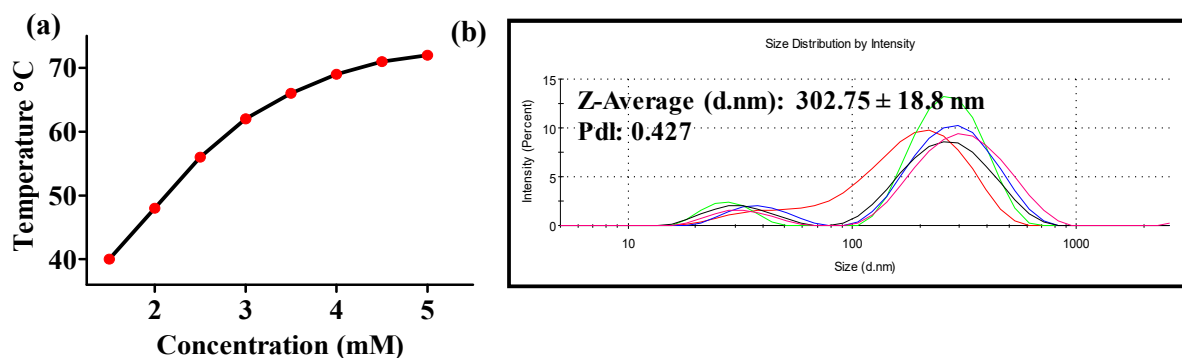 (a)
Temperature °C
70
60
50
40
2 3 4 5
Concentration (mM)
(b)
Size Distribution by Intensity
Z-Average (d.nm): 302.75 ± 18.8 nm
PdI: 0.427
Intensity (Percent)
15
10
5
0
10 100 1000
Size (d.nm)